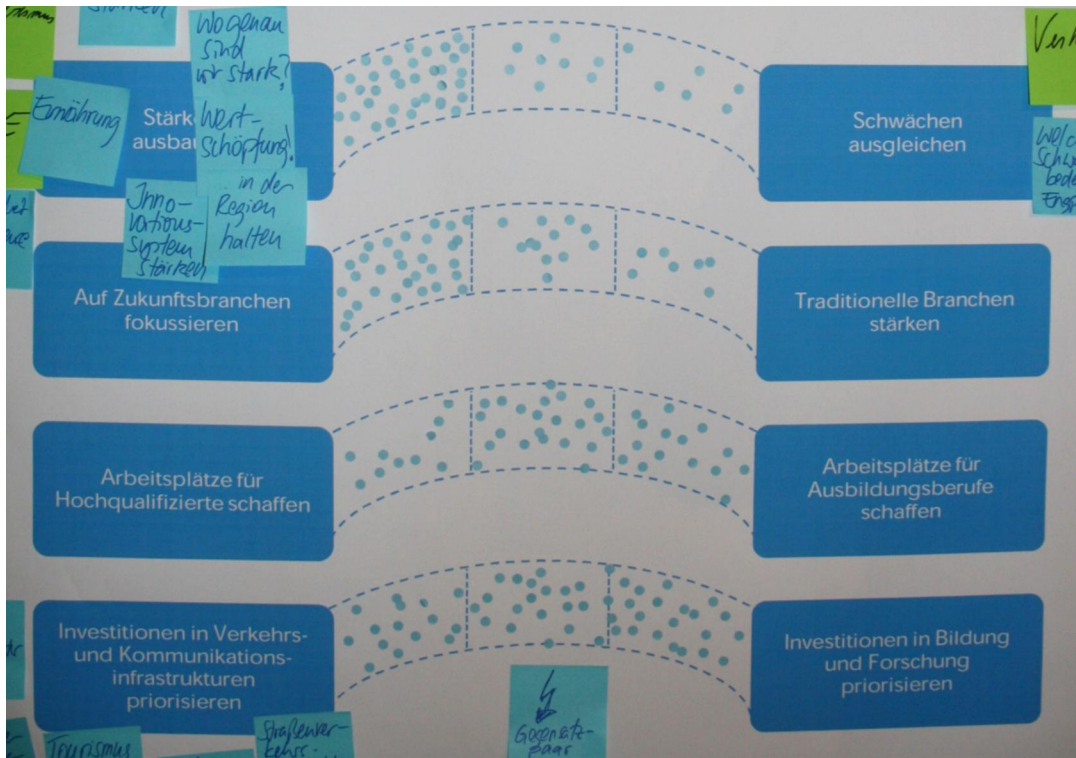 Wo genau
sind
wir stark?
Ernährung
Wert-
schöpfung!
... in der
Region
halten
Inno-
vations-
system
stärken
Stärken
ausbauen
Schwächen
ausgleichen
Auf Zukunftsbranchen
fokussieren
Traditionelle Branchen
stärken
Arbeitsplätze für
Hochqualifizierte schaffen
Arbeitsplätze für
Ausbildungsberufe
schaffen
Investitionen in Verkehrs-
und Kommunikations-
infrastrukturen
priorisieren
Investitionen in Bildung
und Forschung
priorisieren
Tourismus
Straßenver-
kehrs-
Gegensatz-
paar